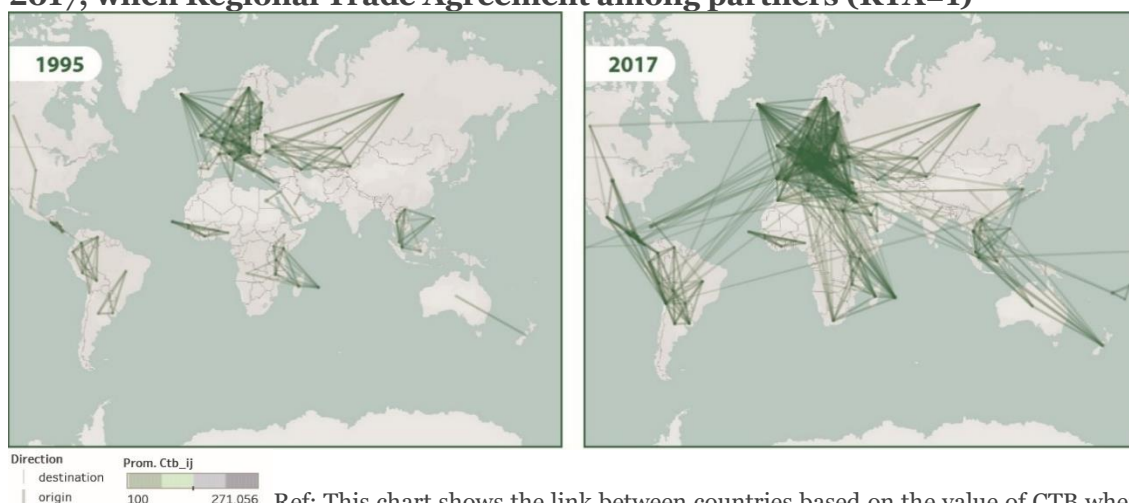 2017, when Regional Trade Agreement among partners (RTA=1)
1995
2017
Direction
destination
origin
Prom. Ctb_ij
100 271.056
Ref: This chart shows the link between countries based on the value of CTB whe